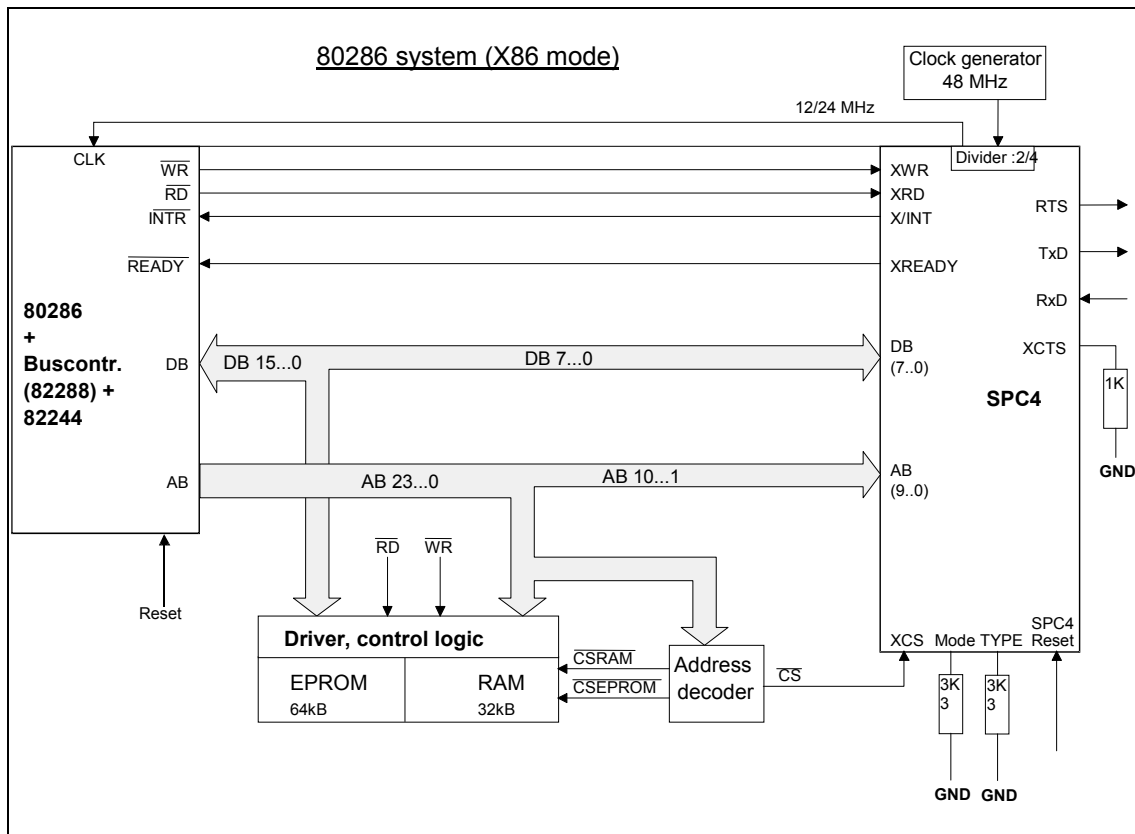 80286 system (X86 mode)
Clock generator
48 MHz
12/24 MHz
CLK
Divider :2/4
WR
RD
INTR
READY
XWR
XRD
X/INT
XREADY
RTS
TxD
RxD
XCTS
80286
+
Buscontr.
(82288) +
82244
DB
DB 15...0
DB 7...0
DB
(7..0)
SPC4
1K
GND
AB
AB 23...0
AB 10...1
AB
(9..0)
RD
WR
Reset
Driver, control logic
EPROM
64kB
RAM
32kB
CSRAM
CSEPROM
Address
decoder
CS
XCS
Mode
TYPE
SPC4
Reset
3K
3
3K
3
GND
GND